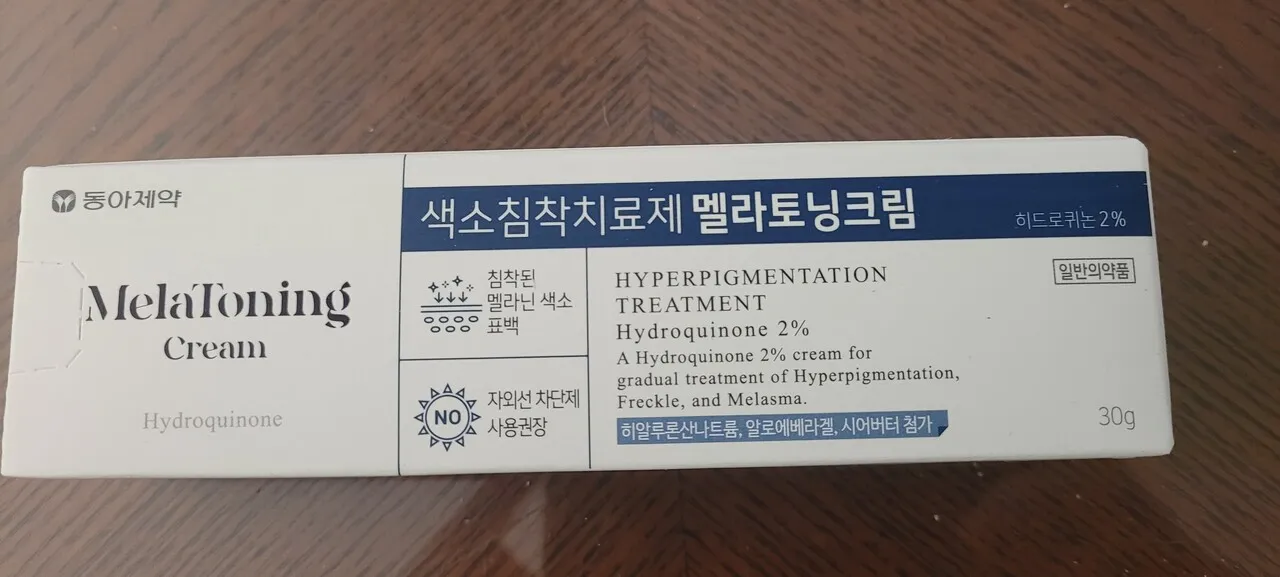 동아제약
MelaToning
Cream
Hydroquinone
색소침착치료제 멜라토닝크림
히드로퀴논 2%
침착된
멜라닌 색소
표백
NO
자외선 차단제
사용권장
HYPERPIGMENTATION
TREATMENT
Hydroquinone 2%
A Hydroquinone 2% cream for
gradual treatment of Hyperpigmentation,
Freckle, and Melasma.
히알루론산나트륨, 알로에베라겔, 시어버터 첨가
일반의약품
30g